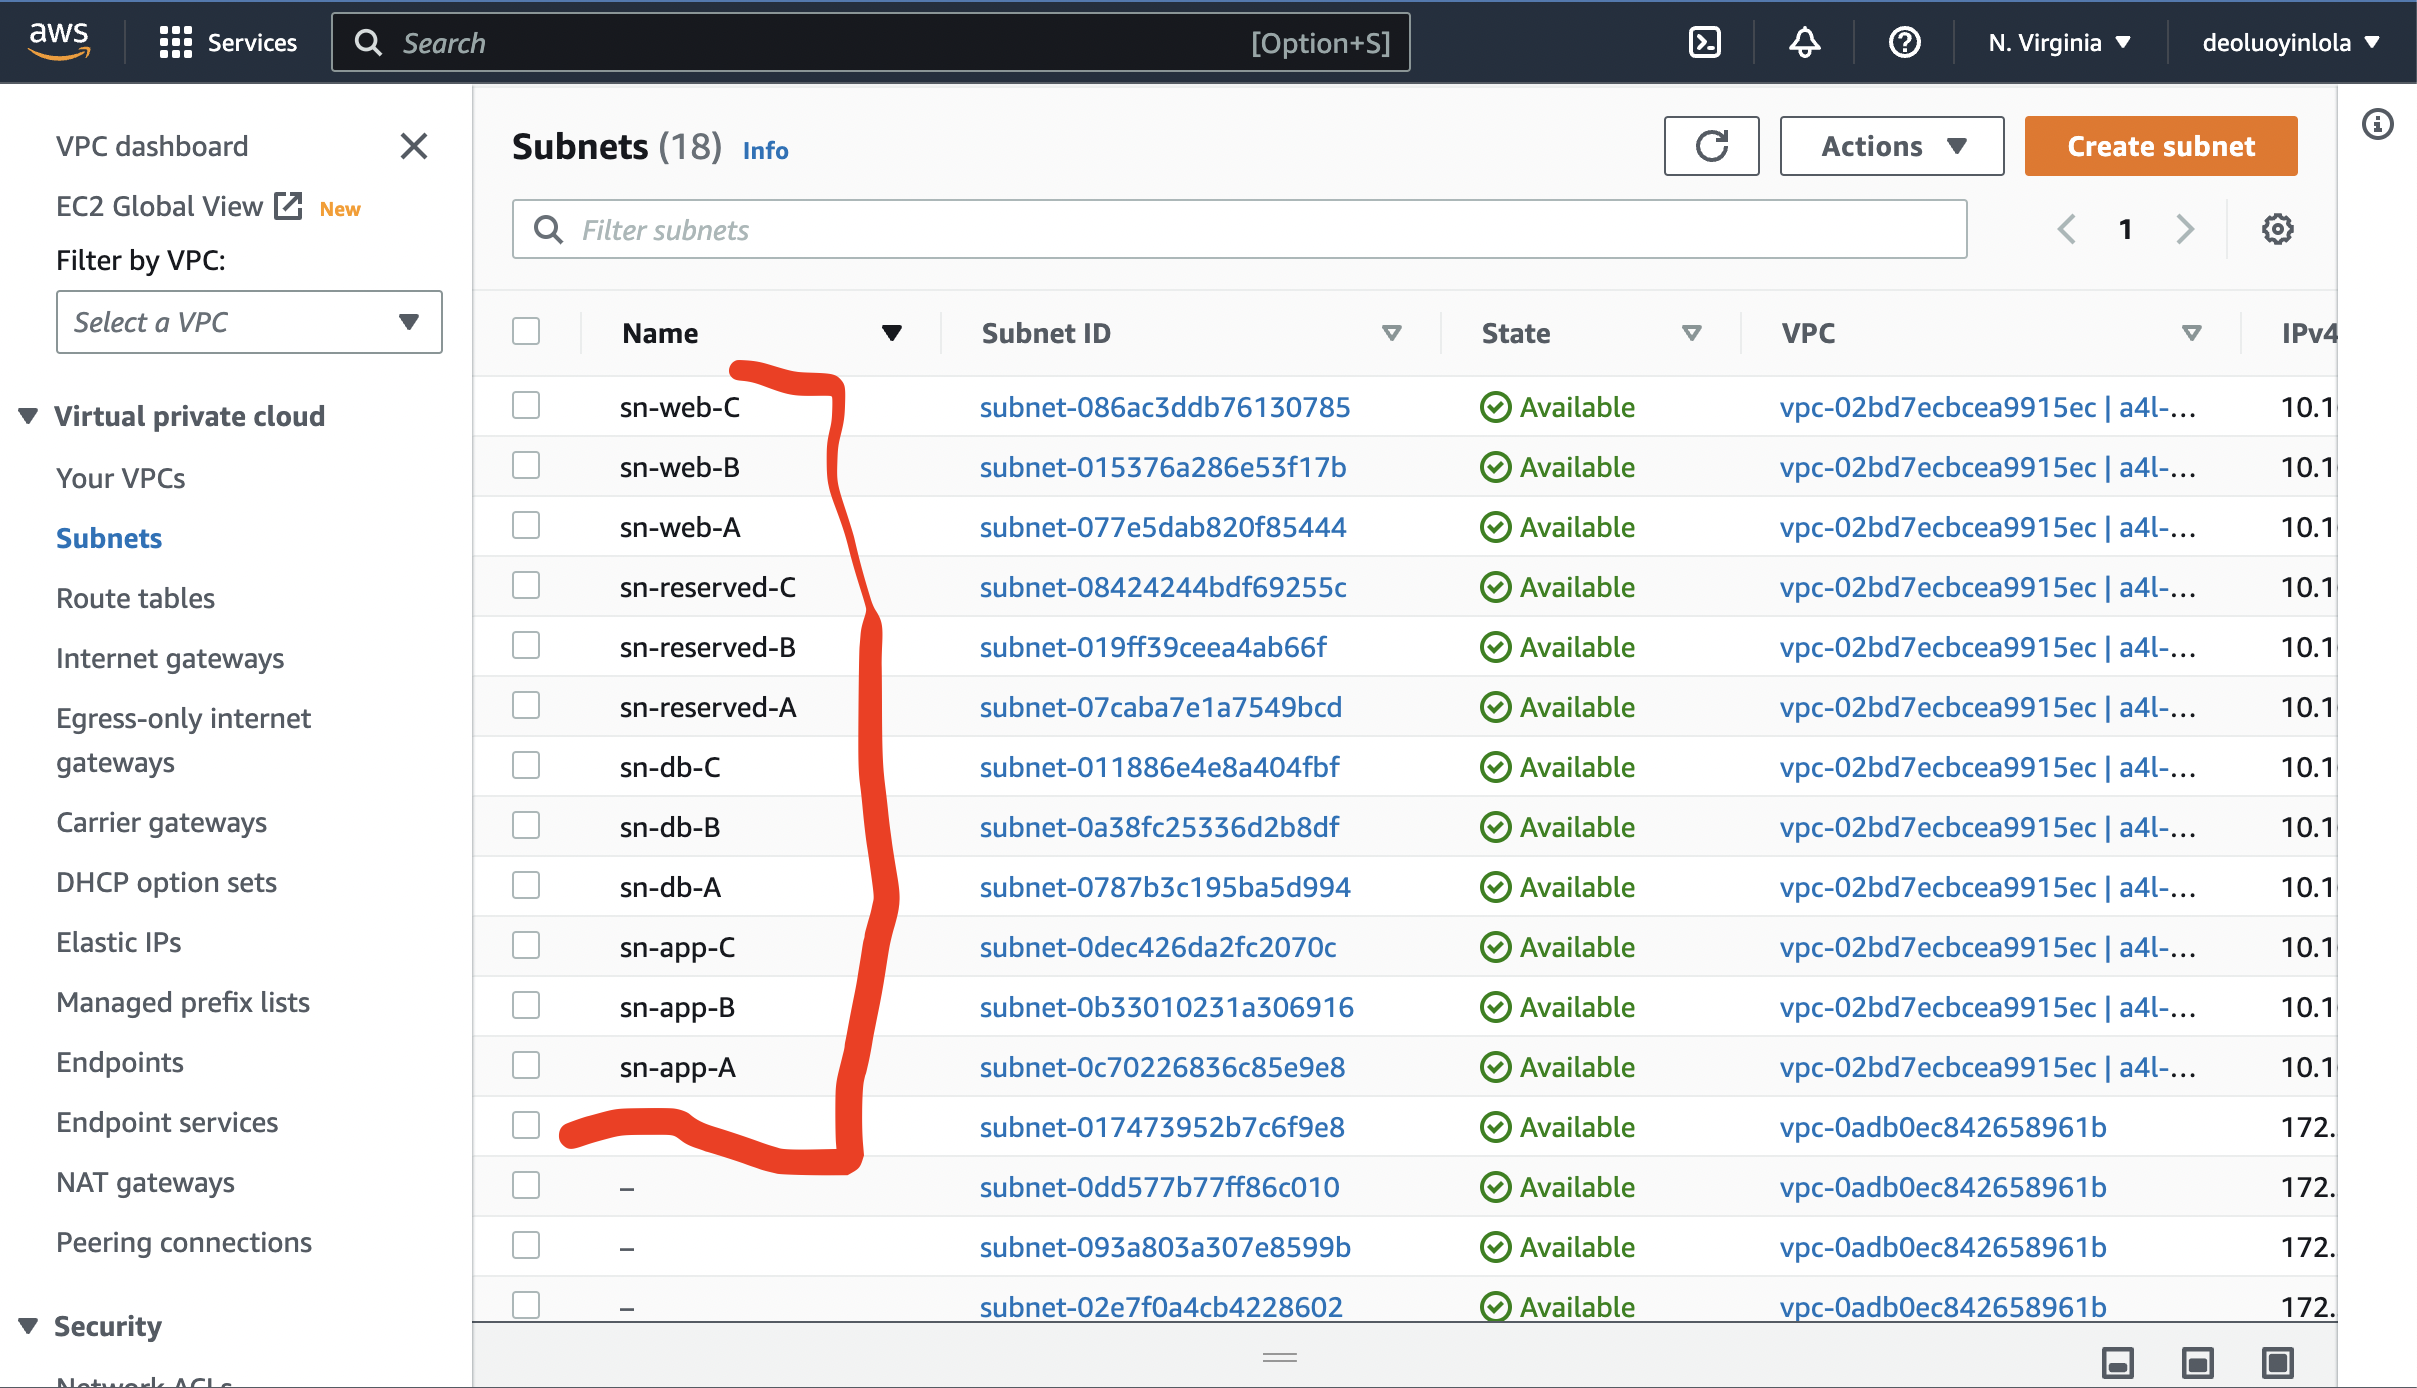 aws Services Search [Option+S] N. Virginia deoluoyinlola
VPC dashboard
EC2 Global View New
Filter by VPC:
Select a VPC
Virtual private cloud
Your VPCs
Subnets
Route tables
Internet gateways
Egress-only internet
gateways
Carrier gateways
DHCP option sets
Elastic IPs
Managed prefix lists
Endpoints
Endpoint services
NAT gateways
Peering connections
Security
Network ACLs
Subnets (18) Info Actions Create subnet
Filter subnets 1
Name Subnet ID State VPC IPv4
sn-web-C subnet-086ac3ddb76130785 Available vpc-02bd7ecbcea9915ec | a4l-... 10.1
sn-web-B subnet-015376a286e53f17b Available vpc-02bd7ecbcea9915ec | a4l-... 10.1
sn-web-A subnet-077e5dab820f85444 Available vpc-02bd7ecbcea9915ec | a4l-... 10.1
sn-reserved-C subnet-08424244bdf69255c Available vpc-02bd7ecbcea9915ec | a4l-... 10.1
sn-reserved-B subnet-019ff39ceea4ab66f Available vpc-02bd7ecbcea9915ec | a4l-... 10.1
sn-reserved-A subnet-07caba7e1a7549bcd Available vpc-02bd7ecbcea9915ec | a4l-... 10.1
sn-db-C subnet-011886e4e8a404fbf Available vpc-02bd7ecbcea9915ec | a4l-... 10.1
sn-db-B subnet-0a38fc25336d2b8df Available vpc-02bd7ecbcea9915ec | a4l-... 10.1
sn-db-A subnet-0787b3c195ba5d994 Available vpc-02bd7ecbcea9915ec | a4l-... 10.1
sn-app-C subnet-0dec426da2fc2070c Available vpc-02bd7ecbcea9915ec | a4l-... 10.1
sn-app-B subnet-0b33010231a306916 Available vpc-02bd7ecbcea9915ec | a4l-... 10.1
sn-app-A subnet-0c70226836c85e9e8 Available vpc-02bd7ecbcea9915ec | a4l-... 10.1
subnet-017473952b7c6f9e8 Available vpc-0adb0ec842658961b 172.
– subnet-0dd577b77ff86c010 Available vpc-0adb0ec842658961b 172.
– subnet-093a803a307e8599b Available vpc-0adb0ec842658961b 172.
– subnet-02e7f0a4cb4228602 Available vpc-0adb0ec842658961b 172.